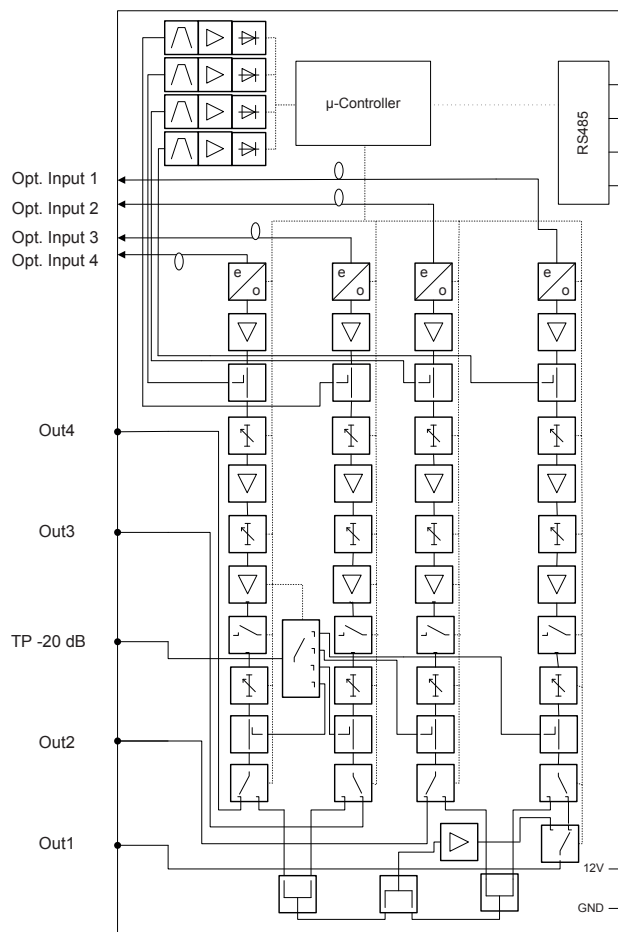 µ-Controller
RS485
Opt. Input 1
Opt. Input 2
Opt. Input 3
Opt. Input 4
e o
e o
e o
e o
Out4
Out3
TP -20 dB
Out2
Out1
12V
GND